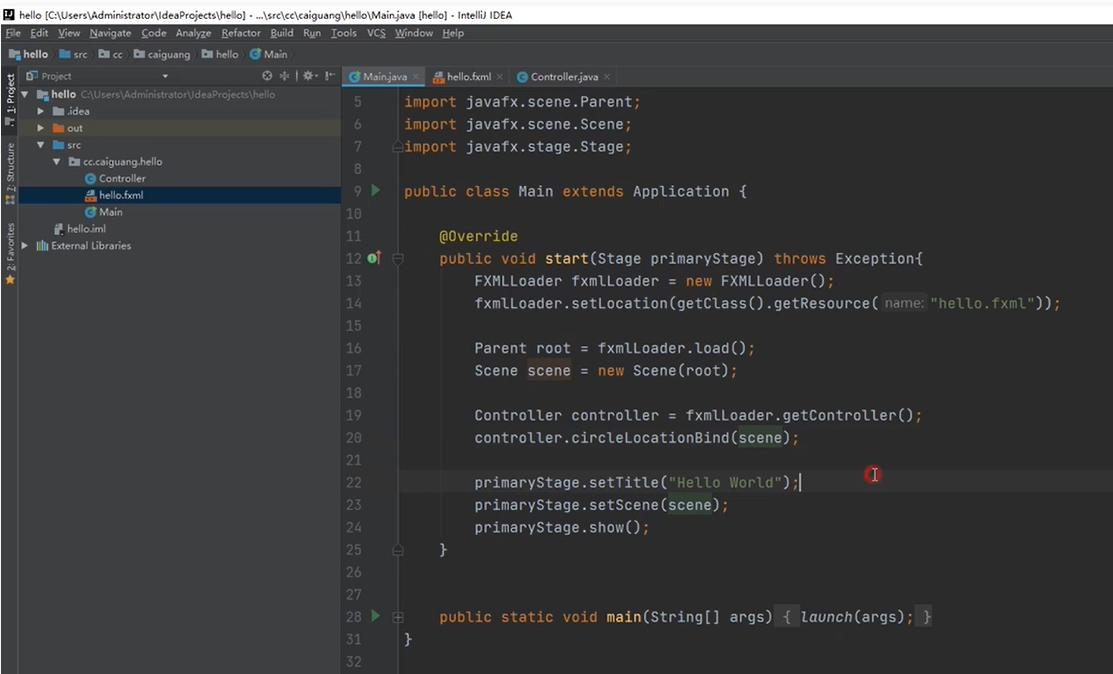 hello [C:\Users\Administrator\IdeaProjects\hello] - ...\src\cc\caiguang\hello\Main.java [hello] - IntelliJ IDEA
File Edit View Navigate Code Analyze Refactor Build Run Tools VCS Window Help
hello src cc caiguang hello Main
Project
Main.java hello.fxml Controller.java
1: Project
7: Structure
2: Favorites
hello C:\Users\Administrator\IdeaProjects\hello
.idea
out
src
cc.caiguang.hello
Controller
hello.fxml
Main
hello.iml
External Libraries
5 import javafx.scene.Parent;
6 import javafx.scene.Scene;
7 import javafx.stage.Stage;
8
9 public class Main extends Application {
10
11 @Override
12 public void start(Stage primaryStage) throws Exception{
13 FXMLLoader fxmlLoader = new FXMLLoader();
14 fxmlLoader.setLocation(getClass().getResource( name: "hello.fxml"));
15
16 Parent root = fxmlLoader.load();
17 Scene scene = new Scene(root);
18
19 Controller controller = fxmlLoader.getController();
20 controller.circleLocationBind(scene);
21
22 primaryStage.setTitle("Hello World");
23 primaryStage.setScene(scene);
24 primaryStage.show();
25 }
26
27
28 public static void main(String[] args) { launch(args); }
31 }
32